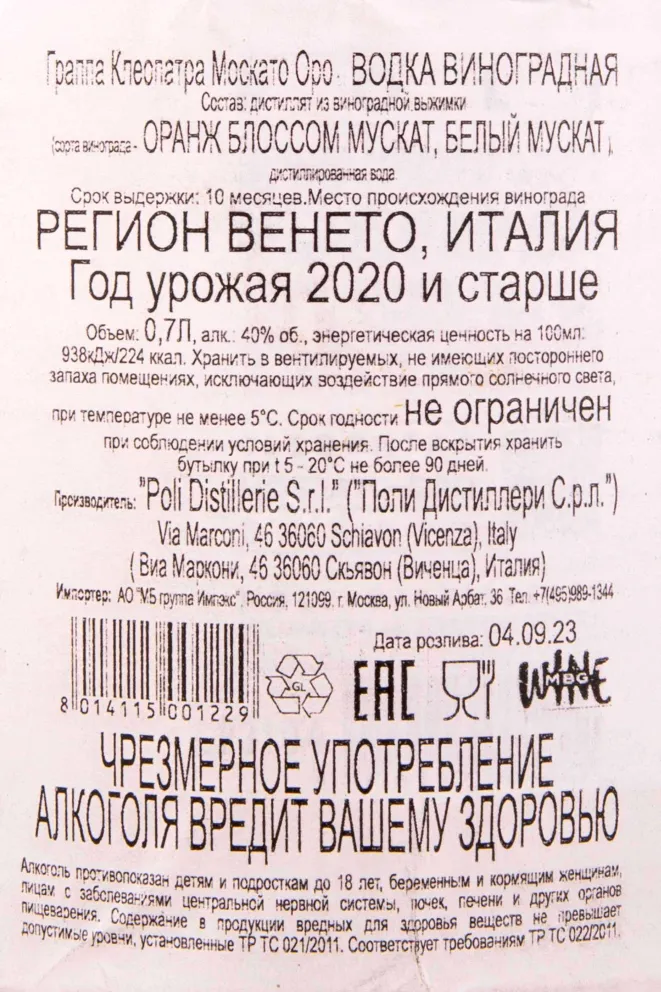 Граппа Клеопатра Москато Оро. ВОДКА ВИНОГРАДНАЯ
Состав: дистиллят из виноградной выжимки
(сорта винограда - ОРАНЖ БЛОССОМ МУСКАТ, БЕЛЫЙ МУСКАТ),
дистиллированная вода.
Срок выдержки: 10 месяцев.Место происхождения винограда
РЕГИОН ВЕНЕТО, ИТАЛИЯ
Год урожая 2020 и старше
Объем: 0,7Л, алк.: 40% об., энергетическая ценность на 100мл:
938кДж/224 ккал. Хранить в вентилируемых, не имеющих постороннего
запаха помещениях, исключающих воздействие прямого солнечного света,
при температуре не менее 5°С. Срок годности не ограничен
при соблюдении условий хранения. После вскрытия хранить
бутылку при t 5 - 20°С не более 90 дней.
Производитель: "Poli Distillerie S.r.l." ("Поли Дистиллери С.р.л.")
Via Marconi, 46 36060 Schiavon (Vicenza), Italy
( Виа Маркони, 46 36060 Скьявон (Виченца), Италия)
Импортер: АО "МБ группа Импэкс", Россия, 121099, г. Москва, ул. Новый Арбат, 36 Тел. +7(495)989-1344
Дата розлива: 04.09.23
8 014115 001229
GL
EAC
WINE
MBG
ЧРЕЗМЕРНОЕ УПОТРЕБЛЕНИЕ
АЛКОГОЛЯ ВРЕДИТ ВАШЕМУ ЗДОРОВЬЮ
Алкоголь противопоказан детям и подросткам до 18 лет, беременным и кормящим женщинам,
лицам с заболеваниями центральной нервной системы, почек, печени и других органов
пищеварения. Содержание в продукции вредных для здоровья веществ не превышает
допустимые уровни, установленные ТР ТС 021/2011. Соответствует требованиям ТР ТС 022/2011.